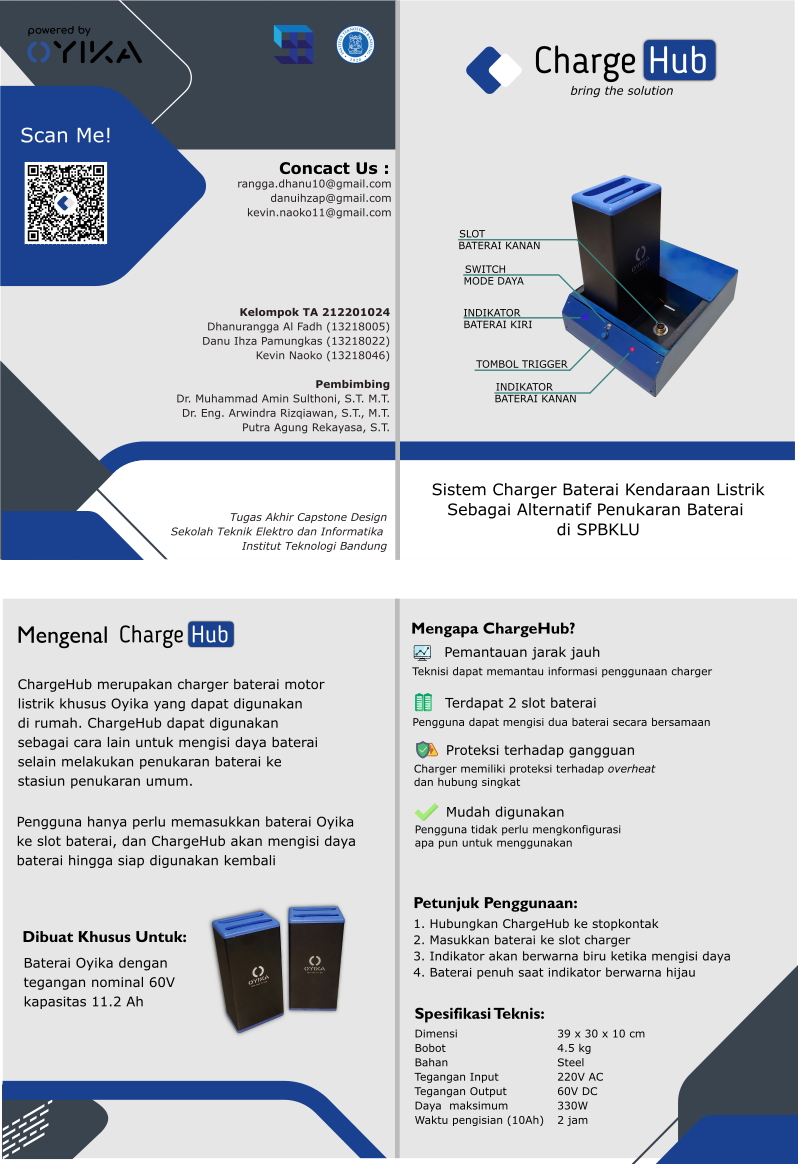 powered by
OYIKA
Scan Me!
Concact Us :
rangga.dhanu10@gmail.com
danuihzap@gmail.com
kevin.naoko11@gmail.com
Kelompok TA 212201024
Dhanurangga Al Fadh (13218005)
Danu Ihza Pamungkas (13218022)
Kevin Naoko (13218046)
Pembimbing
Dr. Muhammad Amin Sulthoni, S.T. M.T.
Dr. Eng. Arwindra Rizqiawan, S.T., M.T.
Putra Agung Rekayasa, S.T.
Tugas Akhir Capstone Design
Sekolah Teknik Elektro dan Informatika
Institut Teknologi Bandung
Charge Hub
bring the solution
SLOT
BATERAI KANAN
SWITCH
MODE DAYA
INDIKATOR
BATERAI KIRI
TOMBOL TRIGGER
INDIKATOR
BATERAI KANAN
OYIKA
Sistem Charger Baterai Kendaraan Listrik
Sebagai Alternatif Penukaran Baterai
di SPBKLU
Mengenal Charge Hub
ChargeHub merupakan charger baterai motor
listrik khusus Oyika yang dapat digunakan
di rumah. ChargeHub dapat digunakan
sebagai cara lain untuk mengisi daya baterai
selain melakukan penukaran baterai ke
stasiun penukaran umum.
Pengguna hanya perlu memasukkan baterai Oyika
ke slot baterai, dan ChargeHub akan mengisi daya
baterai hingga siap digunakan kembali
Dibuat Khusus Untuk:
Baterai Oyika dengan
tegangan nominal 60V
kapasitas 11.2 Ah
OYIKA
OYIKA
Mengapa ChargeHub?
Pemantauan jarak jauh
Teknisi dapat memantau informasi penggunaan charger
Terdapat 2 slot baterai
Pengguna dapat mengisi dua baterai secara bersamaan
Proteksi terhadap gangguan
Charger memiliki proteksi terhadap overheat
dan hubung singkat
Mudah digunakan
Pengguna tidak perlu mengkonfigurasi
apa pun untuk menggunakan
Petunjuk Penggunaan:
1. Hubungkan ChargeHub ke stopkontak
2. Masukkan baterai ke slot charger
3. Indikator akan berwarna biru ketika mengisi daya
4. Baterai penuh saat indikator berwarna hijau
Spesifikasi Teknis:
Dimensi 39 x 30 x 10 cm
Bobot 4.5 kg
Bahan Steel
Tegangan Input 220V AC
Tegangan Output 60V DC
Daya maksimum 330W
Waktu pengisian (10Ah) 2 jam